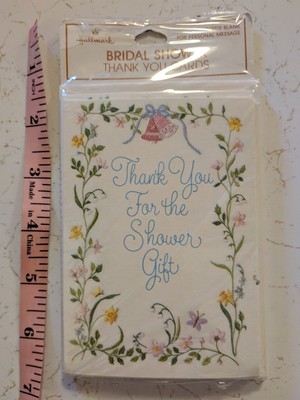 Hallmark
BLANK
FOR PERSONAL MESSAGE
BRIDAL SHOWER
THANK YOU CARDS
Thank You
For the
Shower
Gift
1
2
3
Made in
4
China
5
6
7